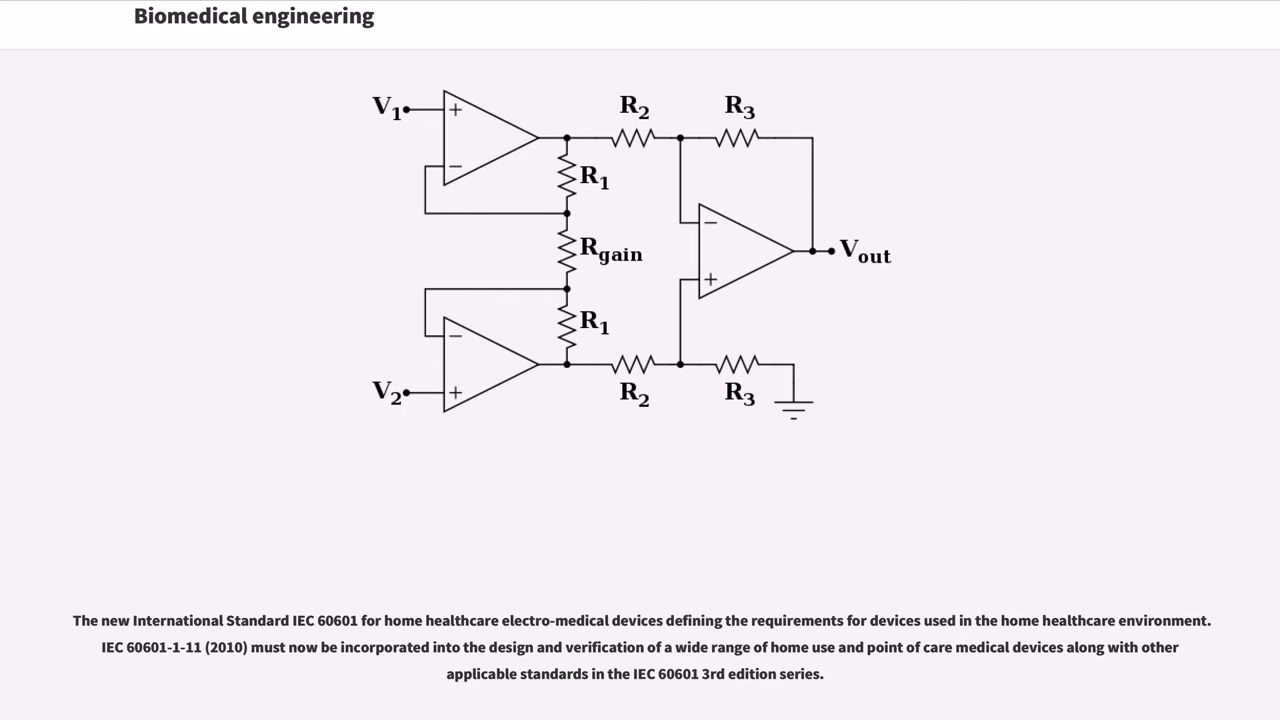 Biomedical engineering
V1
+
−
R2
R3
R1
Rgain
−
+
Vout
R1
−
+
V2
R2
R3
The new International Standard IEC 60601 for home healthcare electro-medical devices defining the requirements for devices used in the home healthcare environment.
IEC 60601-1-11 (2010) must now be incorporated into the design and verification of a wide range of home use and point of care medical devices along with other
applicable standards in the IEC 60601 3rd edition series.